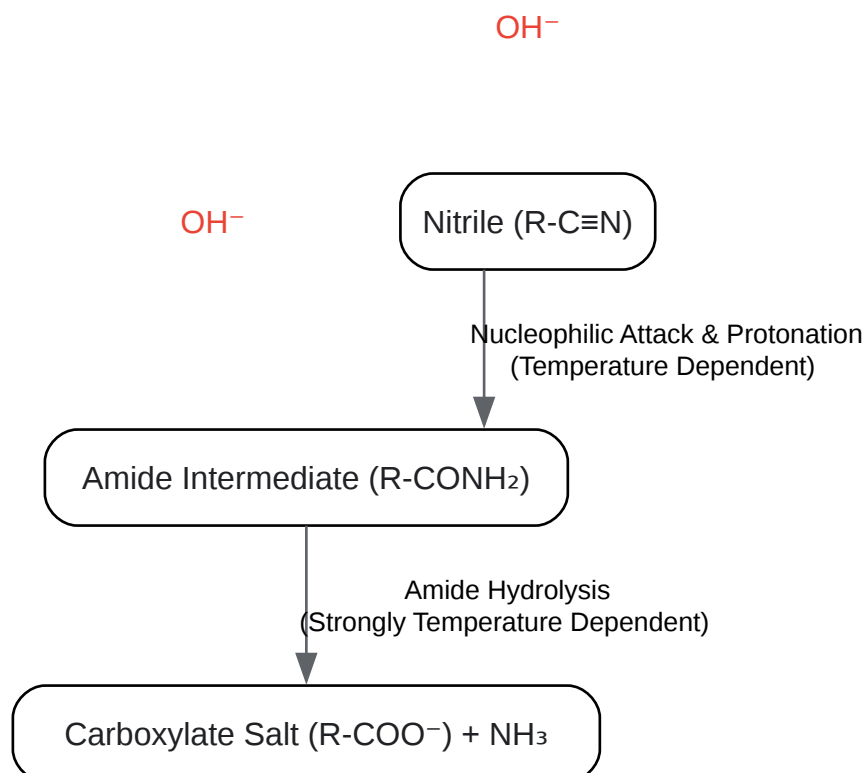 OH⁻
OH⁻
Nitrile (R-C≡N)
Nucleophilic Attack & Protonation
(Temperature Dependent)
Amide Intermediate (R-CONH₂)
Amide Hydrolysis
(Strongly Temperature Dependent)
Carboxylate Salt (R-COO⁻) + NH₃